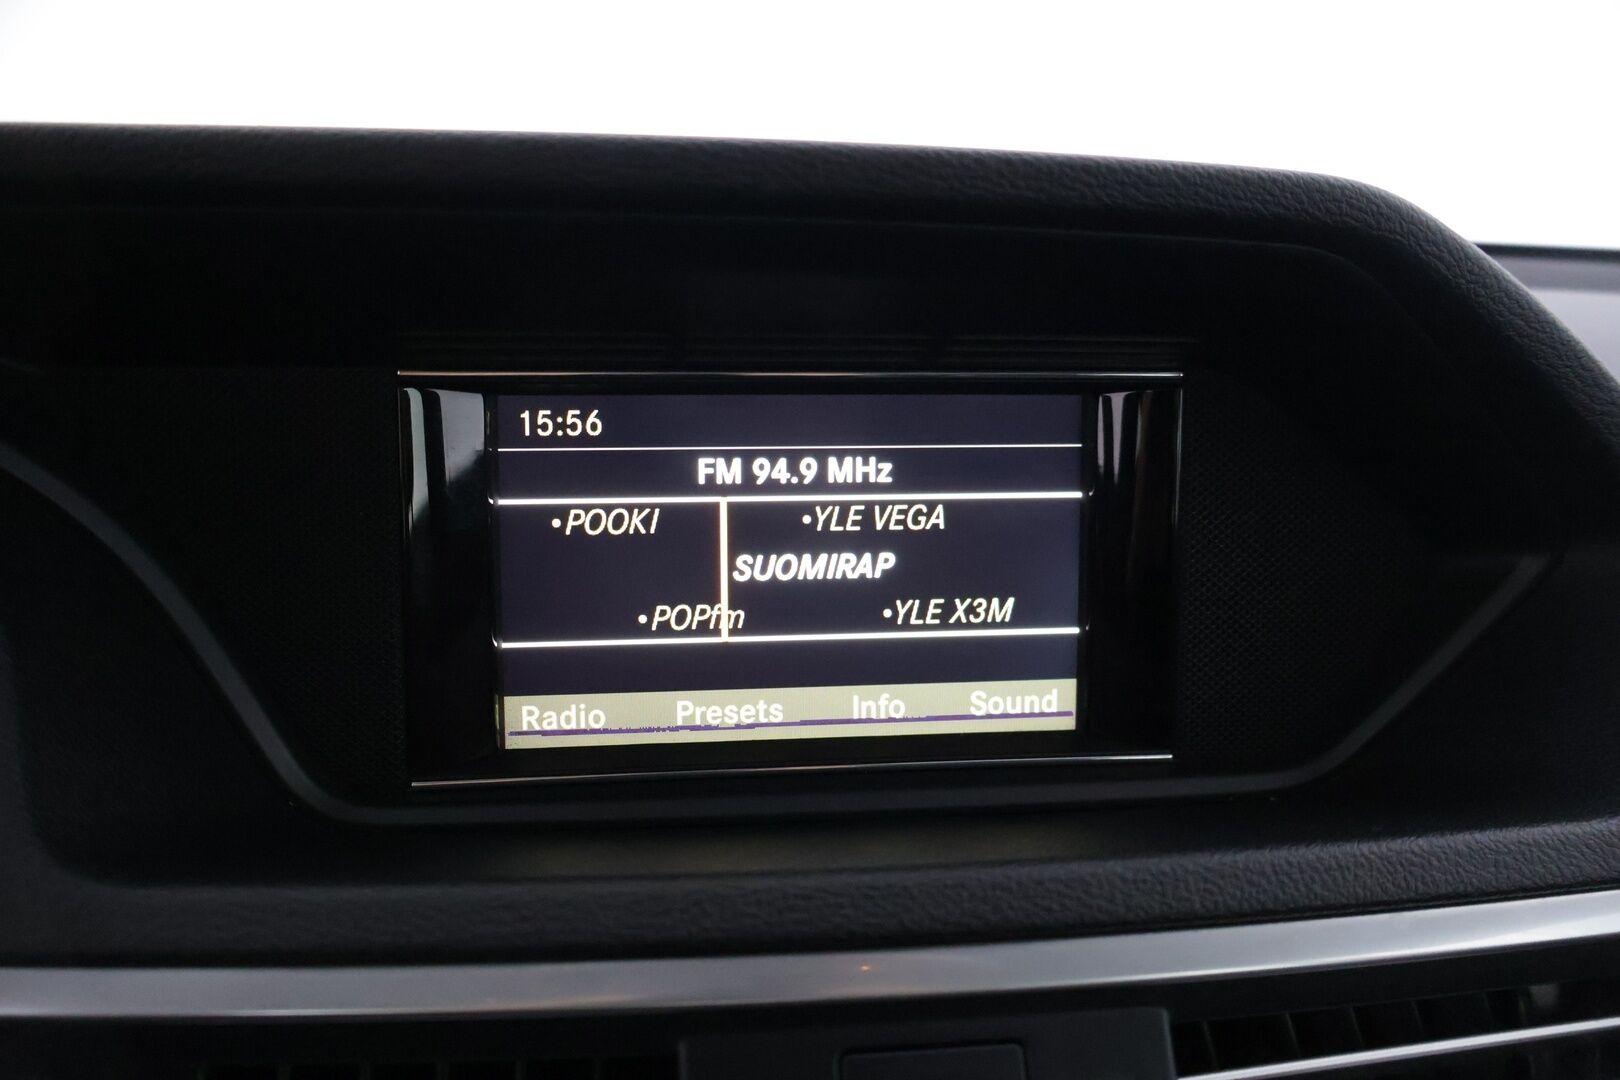 15:56
FM 94.9 MHz
•POOKI •YLE VEGA
SUOMIRAP
•POPfm •YLE X3M
Radio Presets Info Sound